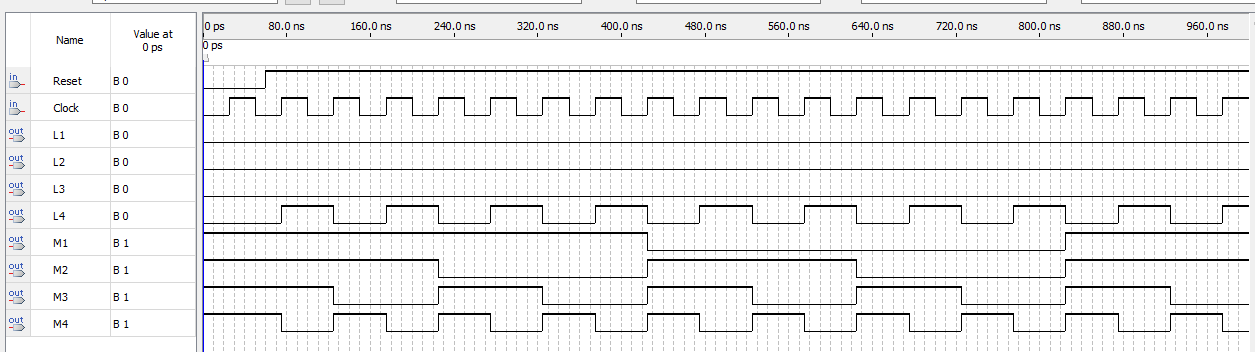 Name
Value at
0 ps
0 ps
80.0 ns
160.0 ns
240.0 ns
320.0 ns
400.0 ns
480.0 ns
560.0 ns
640.0 ns
720.0 ns
800.0 ns
880.0 ns
960.0 ns
0 ps
in
Reset
B 0
in
Clock
B 0
out
L1
B 0
out
L2
B 0
out
L3
B 0
out
L4
B 0
out
M1
B 1
out
M2
B 1
out
M3
B 1
out
M4
B 1